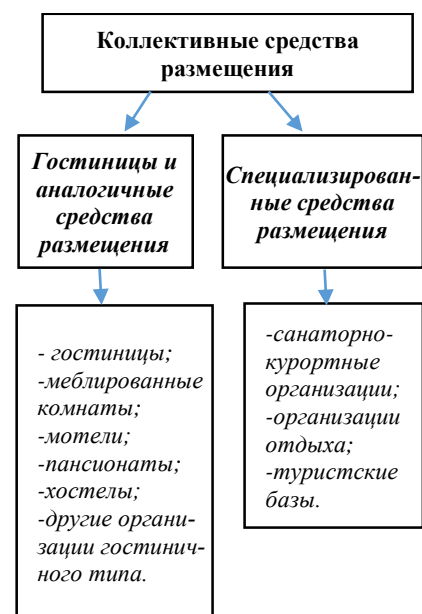 Коллективные средства
размещения
Гостиницы и
аналогичные
средства
размещения
Специализирован-
ные средства
размещения
- гостиницы;
-меблированные
комнаты;
-мотели;
-пансионаты;
-хостелы;
-другие органи-
зации гостинич-
ного типа.
-санаторно-
курортные
организации;
-организации
отдыха;
-туристские
базы.